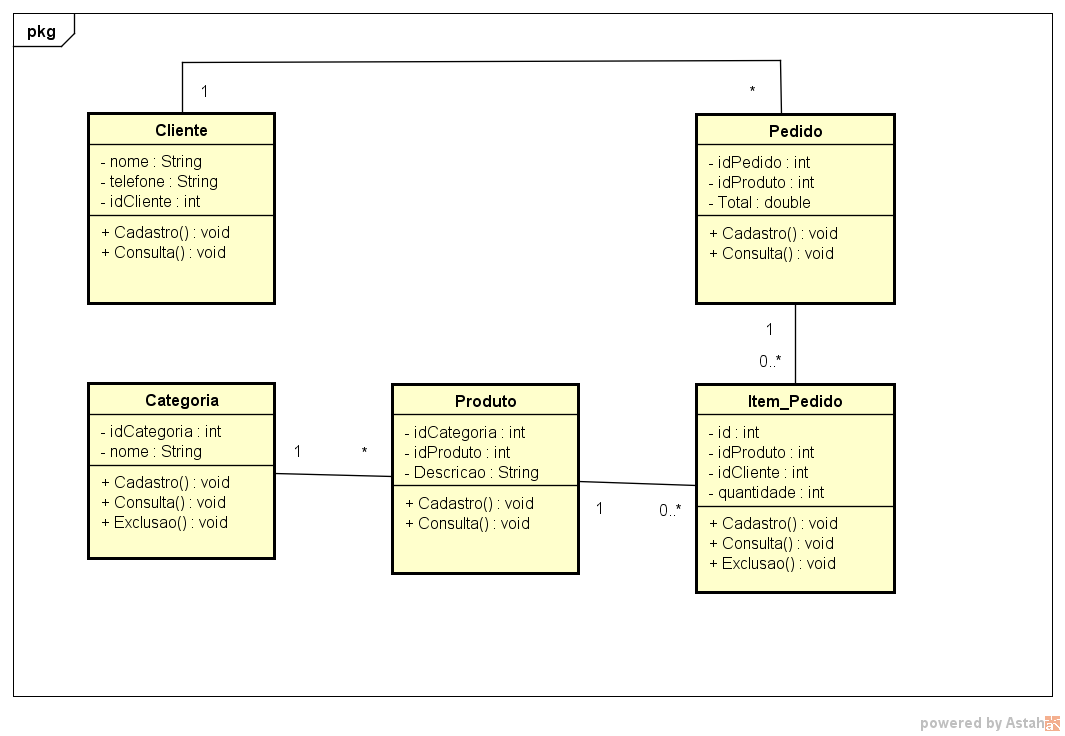 pkg
1
*
Cliente
- nome : String
- telefone : String
- idCliente : int
+ Cadastro() : void
+ Consulta() : void
Pedido
- idPedido : int
- idProduto : int
- Total : double
+ Cadastro() : void
+ Consulta() : void
1
0..*
Categoria
- idCategoria : int
- nome : String
+ Cadastro() : void
+ Consulta() : void
+ Exclusao() : void
1
*
Produto
- idCategoria : int
- idProduto : int
- Descricao : String
+ Cadastro() : void
+ Consulta() : void
1
0..*
Item_Pedido
- id : int
- idProduto : int
- idCliente : int
- quantidade : int
+ Cadastro() : void
+ Consulta() : void
+ Exclusao() : void
powered by Astah